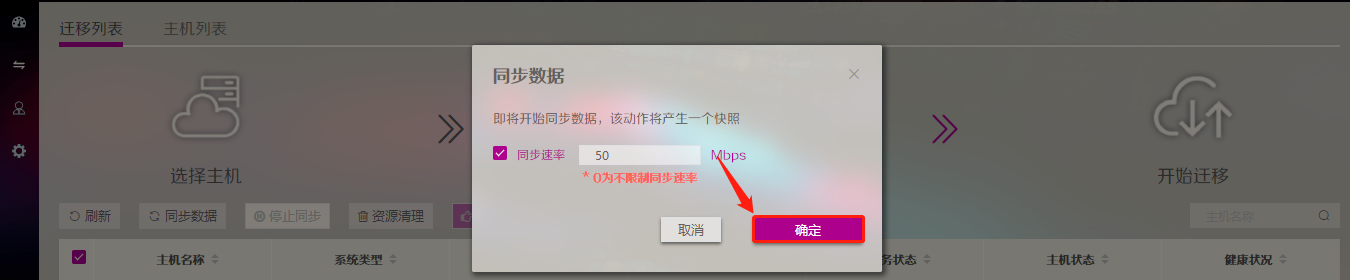 迁移列表 主机列表
同步数据
即将开始同步数据，该动作将产生一个快照
同步速率 50 Mbps
* 0为不限制同步速率
取消 确定
选择主机
开始迁移
刷新 同步数据 停止同步 资源清理
主机名称
主机名称 系统类型 务状态 主机状态 健康状况